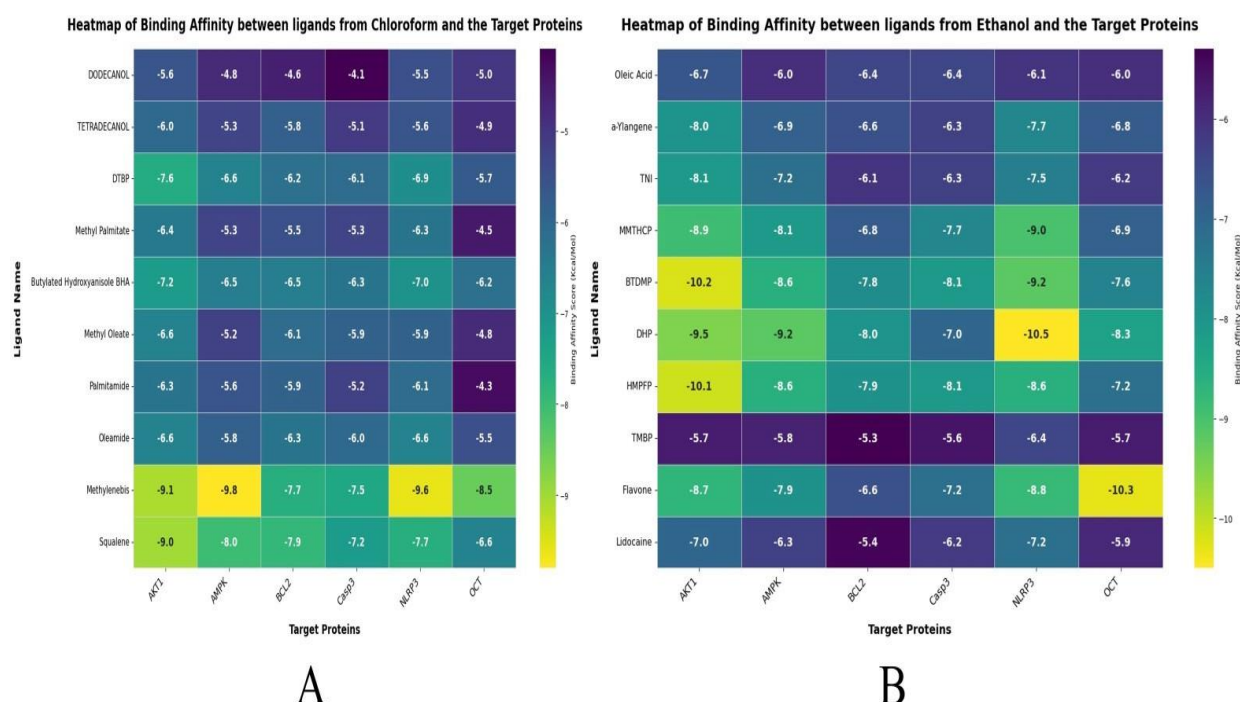 Heatmap of Binding Affinity between ligands from Chloroform and the Target Proteins
Ligand Name
DODECANOL -5.6 -4.8 -4.6 -4.1 -5.5 -5.0
TETRADECANOL -6.0 -5.3 -5.8 -5.1 -5.6 -4.9
DTBP -7.6 -6.6 -6.2 -6.1 -6.9 -5.7
Methyl Palmitate -6.4 -5.3 -5.5 -5.3 -6.3 -4.5
Butylated Hydroxyanisole BHA -7.2 -6.5 -6.5 -6.3 -7.0 -6.2
Methyl Oleate -6.6 -5.2 -6.1 -5.9 -5.9 -4.8
Palmitamide -6.3 -5.6 -5.9 -5.2 -6.1 -4.3
Oleamide -6.6 -5.8 -6.3 -6.0 -6.6 -5.5
Methylenebis -9.1 -9.8 -7.7 -7.5 -9.6 -8.5
Squalene -9.0 -8.0 -7.9 -7.2 -7.7 -6.6
AKT1 AMPK BCL2 Casp3 NLRP3 OCT
Target Proteins
-5
-6
-7
-8
-9
Binding Affinity Score (Kcal/Mol)
A
Heatmap of Binding Affinity between ligands from Ethanol and the Target Proteins
Ligand Name
Oleic Acid -6.7 -6.0 -6.4 -6.4 -6.1 -6.0
a-Ylangene -8.0 -6.9 -6.6 -6.3 -7.7 -6.8
TNI -8.1 -7.2 -6.1 -6.3 -7.5 -6.2
MMTHCP -8.9 -8.1 -6.8 -7.7 -9.0 -6.9
BTDMP -10.2 -8.6 -7.8 -8.1 -9.2 -7.6
DHP -9.5 -9.2 -8.0 -7.0 -10.5 -8.3
HMPFP -10.1 -8.6 -7.9 -8.1 -8.6 -7.2
TMBP -5.7 -5.8 -5.3 -5.6 -6.4 -5.7
Flavone -8.7 -7.9 -6.6 -7.2 -8.8 -10.3
Lidocaine -7.0 -6.3 -5.4 -6.2 -7.2 -5.9
AKT1 AMPK BCL2 Casp3 NLRP3 OCT
Target Proteins
-6
-7
-8
-9
-10
Binding Affinity Score (Kcal/Mol)
B